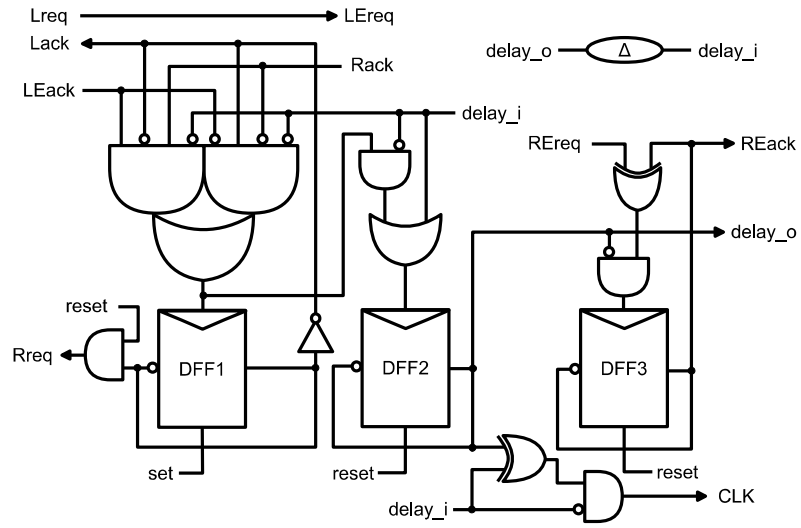 Lreq
LEreq
Lack
Rack
LEack
delay_i
delay_o
Δ
delay_i
REreq
REack
delay_o
reset
Rreq
DFF1
set
DFF2
reset
DFF3
reset
delay_i
CLK